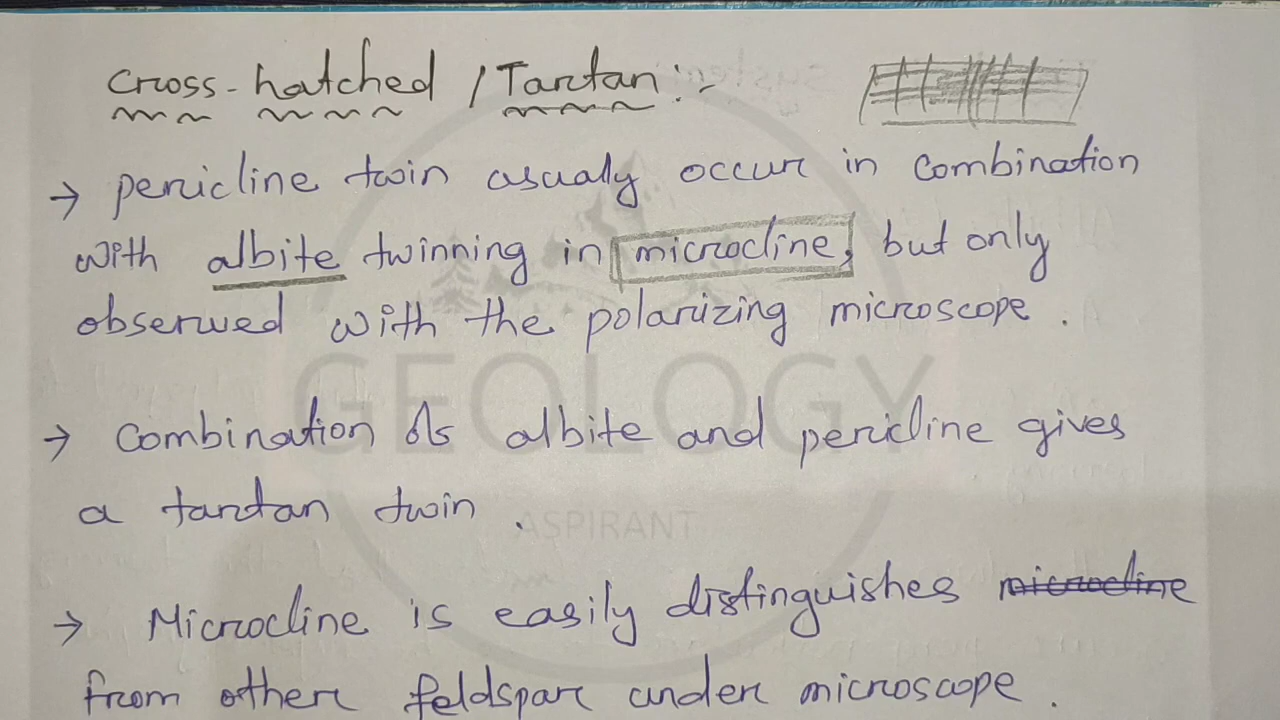 Cross-hatched / Tartan :-
→ pericline twin usualy occur in combination
with albite twinning in microcline, but only
observed with the polarizing microscope.
GEOLOGY
→ Combination of albite and pericline gives
a tartan twin.
ASPIRANT
→ Microcline is easily distinguishes microcline
from other feldspar under microscope.